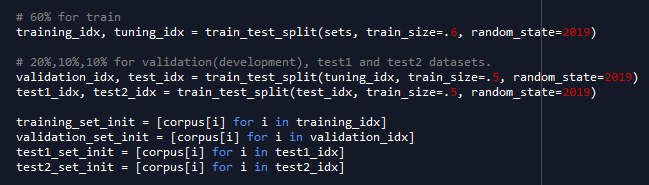 # 60% for train
training_idx, tuning_idx = train_test_split(sets, train_size=.6, random_state=2019)
# 20%,10%,10% for validation(development), test1 and test2 datasets.
validation_idx, test_idx = train_test_split(tuning_idx, train_size=.5, random_state=2019)
test1_idx, test2_idx = train_test_split(test_idx, train_size=.5, random_state=2019)
training_set_init = [corpus[i] for i in training_idx]
validation_set_init = [corpus[i] for i in validation_idx]
test1_set_init = [corpus[i] for i in test1_idx]
test2_set_init = [corpus[i] for i in test2_idx]